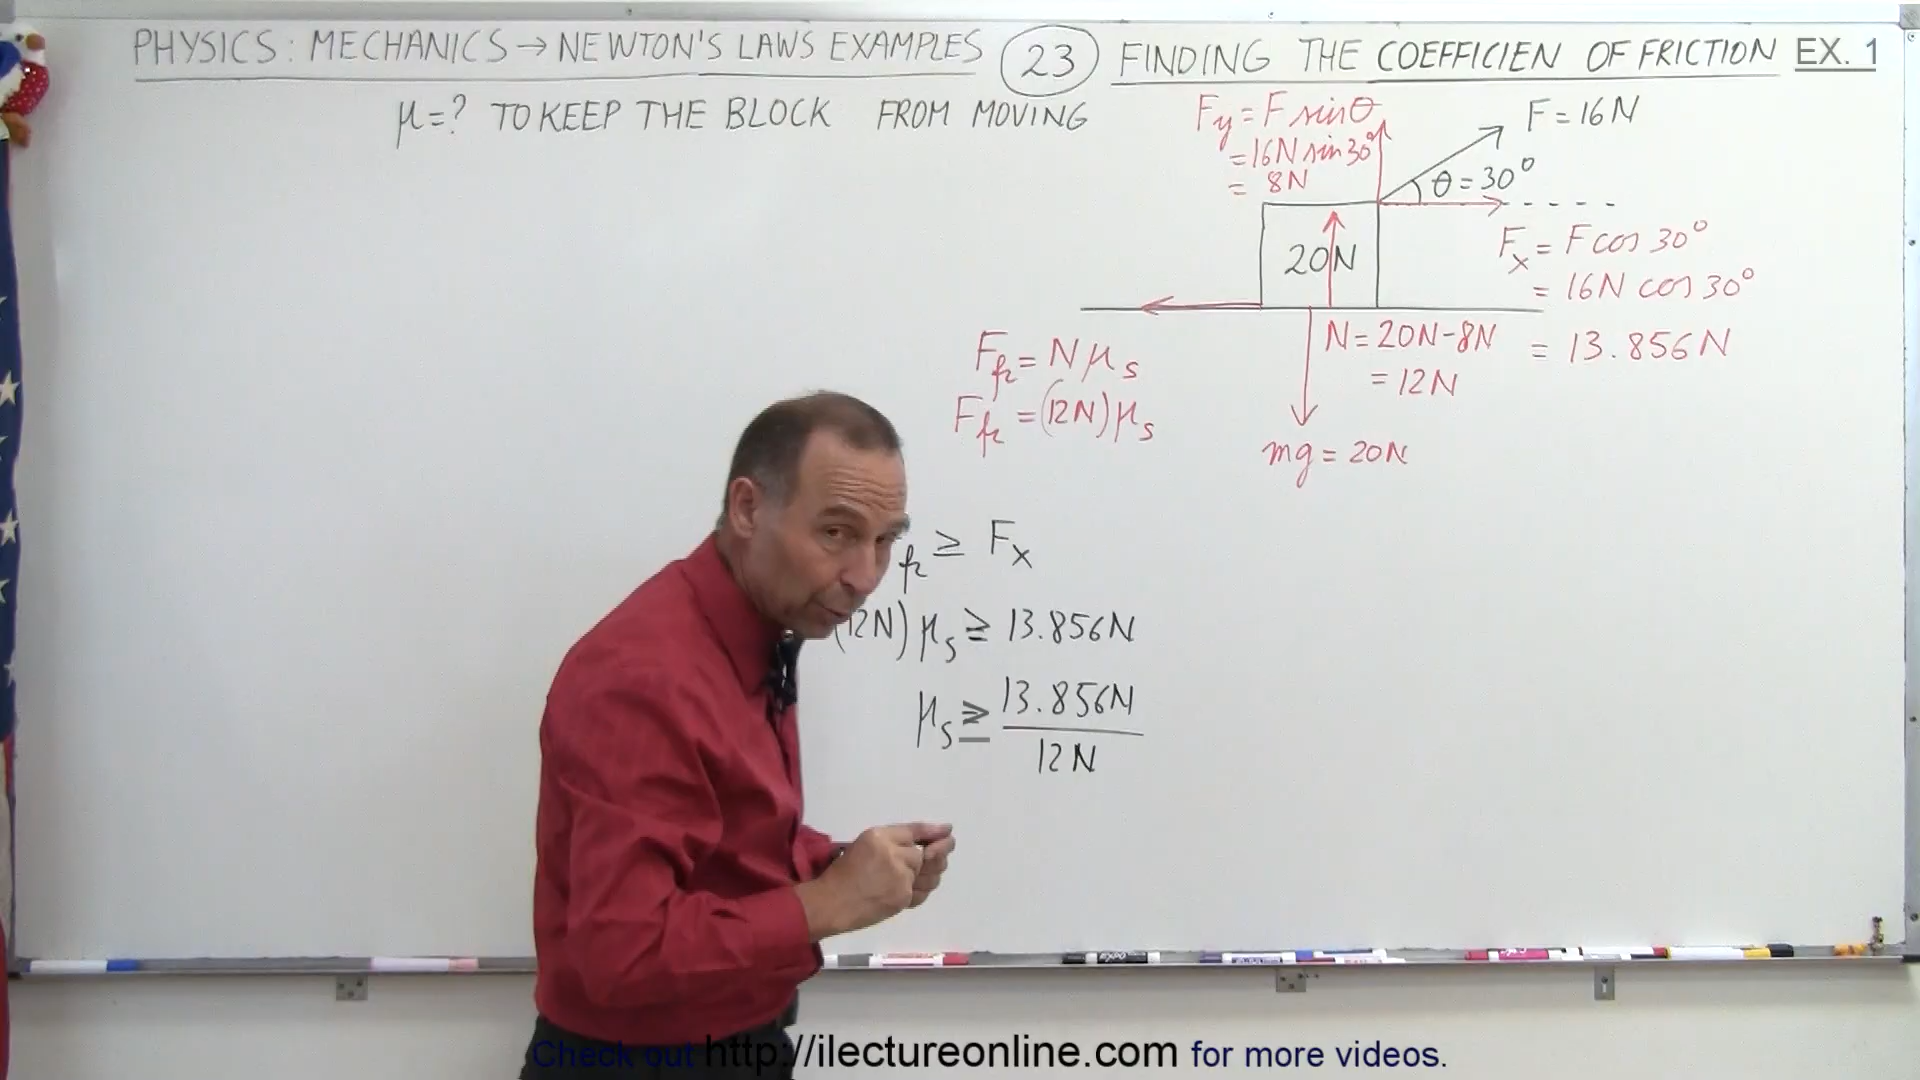 PHYSICS: MECHANICS → NEWTON'S LAWS EXAMPLES 23 FINDING THE COEFFICIEN OF FRICTION EX. 1
μ=? TO KEEP THE BLOCK FROM MOVING
Fy = F sinθ
= 16N sin 30°
= 8N
F = 16N
θ = 30°
20N
Fx = F cos 30°
= 16N cos 30°
= 13.856N
N = 20N - 8N
= 12N
mg = 20N
Ffr = N μs
Ffr = (12N) μs
fr ≥ Fx
(12N) μs ≥ 13.856N
μs ≥ 13.856N
12N
Check out http://ilectureonline.com for more videos.